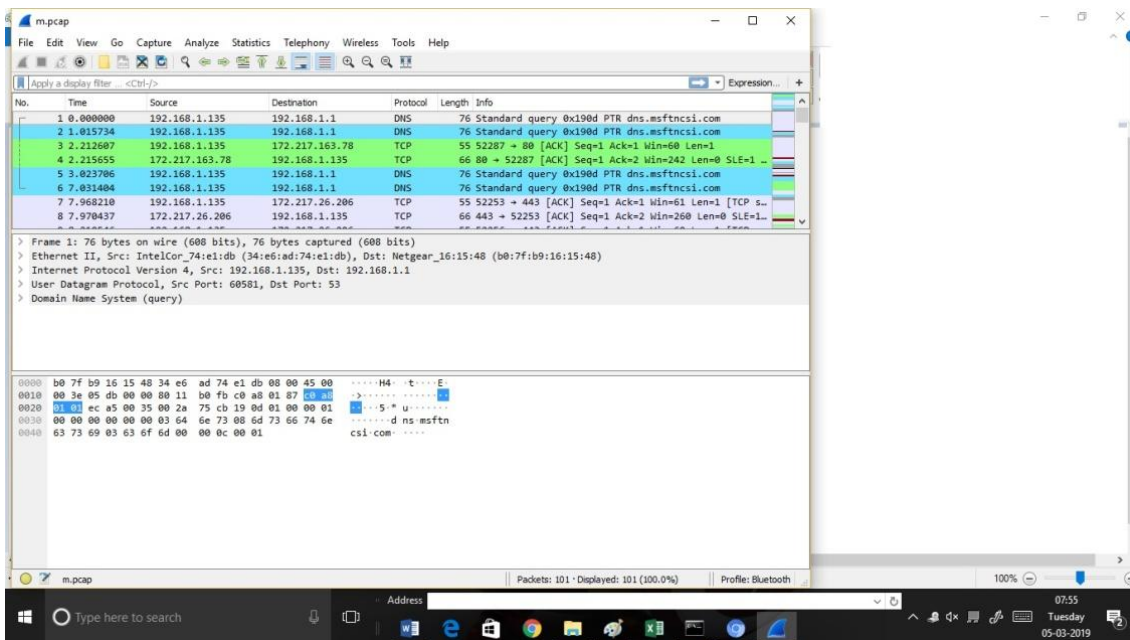 m.pcap
File Edit View Go Capture Analyze Statistics Telephony Wireless Tools Help
Apply a display filter ... <Ctrl-/>
Expression... +
No. Time Source Destination Protocol Length Info
1 0.000000 192.168.1.135 192.168.1.1 DNS 76 Standard query 0x190d PTR dns.msftncsi.com
2 1.015734 192.168.1.135 192.168.1.1 DNS 76 Standard query 0x190d PTR dns.msftncsi.com
3 2.212607 192.168.1.135 172.217.163.78 TCP 55 52287 → 80 [ACK] Seq=1 Ack=1 Win=60 Len=1
4 2.215655 172.217.163.78 192.168.1.135 TCP 66 80 → 52287 [ACK] Seq=1 Ack=2 Win=242 Len=0 SLE=1 …
5 3.023706 192.168.1.135 192.168.1.1 DNS 76 Standard query 0x190d PTR dns.msftncsi.com
6 7.031404 192.168.1.135 192.168.1.1 DNS 76 Standard query 0x190d PTR dns.msftncsi.com
7 7.968210 192.168.1.135 172.217.26.206 TCP 55 52253 → 443 [ACK] Seq=1 Ack=1 Win=61 Len=1 [TCP s…
8 7.970437 172.217.26.206 192.168.1.135 TCP 66 443 → 52253 [ACK] Seq=1 Ack=2 Win=260 Len=0 SLE=1…
> Frame 1: 76 bytes on wire (608 bits), 76 bytes captured (608 bits)
> Ethernet II, Src: IntelCor_74:e1:db (34:e6:ad:74:e1:db), Dst: Netgear_16:15:48 (b0:7f:b9:16:15:48)
> Internet Protocol Version 4, Src: 192.168.1.135, Dst: 192.168.1.1
> User Datagram Protocol, Src Port: 60581, Dst Port: 53
> Domain Name System (query)
0000 b0 7f b9 16 15 48 34 e6 ad 74 e1 db 08 00 45 00 ·····H4· ·t····E·
0010 00 3e 05 db 00 00 80 11 b0 fb c0 a8 01 87 c0 a8 ·>······ ········
0020 01 01 ec a5 00 35 00 2a 75 cb 19 0d 01 00 00 01 ·····5·* u·······
0030 00 00 00 00 00 00 03 64 6e 73 08 6d 73 66 74 6e ·······d ns·msftn
0040 63 73 69 03 63 6f 6d 00 00 0c 00 01 csi·com· ····
m.pcap
Packets: 101 · Displayed: 101 (100.0%)
Profile: Bluetooth
100%
Type here to search
Address
07:55
Tuesday
05-03-2019